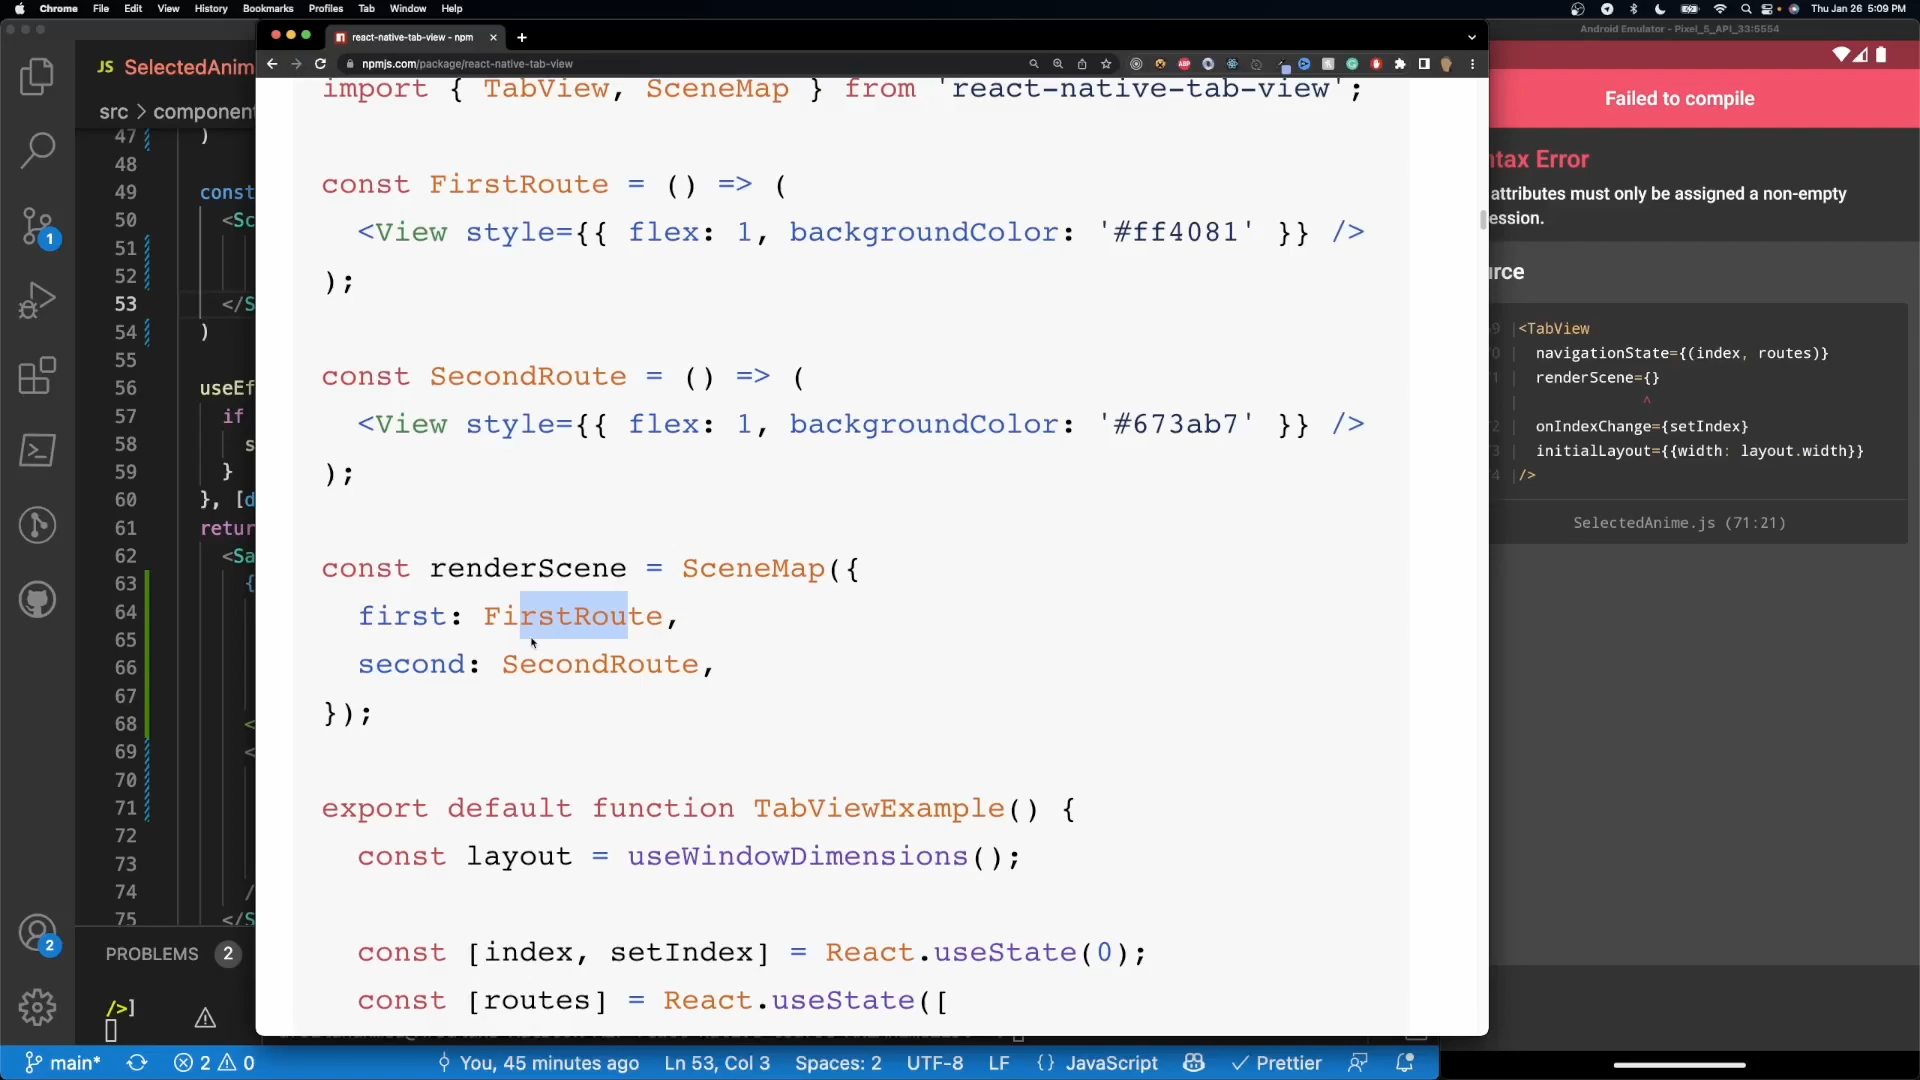 Chrome File Edit View History Bookmarks Profiles Tab Window Help
Thu Jan 26 5:09 PM
react-native-tab-view - npm
npmjs.com/package/react-native-tab-view
Android Emulator - Pixel_5_API_33:5554
JS SelectedAnim
src > componen
47 )
48
49 const
50 <Sc
51
52
53 </S
54 )
55
56 useEf
57 if
58 s
59 }
60 }, [d
61 retur
62 <Sa
63 {
64
65
66
67
68 <
69 <
70
71
72
73
74 /
75 </S
PROBLEMS 2
/>]
1
2
import { TabView, SceneMap } from 'react-native-tab-view';
const FirstRoute = () => (
<View style={{ flex: 1, backgroundColor: '#ff4081' }} />
);
const SecondRoute = () => (
<View style={{ flex: 1, backgroundColor: '#673ab7' }} />
);
const renderScene = SceneMap({
first: FirstRoute,
second: SecondRoute,
});
export default function TabViewExample() {
const layout = useWindowDimensions();
const [index, setIndex] = React.useState(0);
const [routes] = React.useState([
Failed to compile
ntax Error
attributes must only be assigned a non-empty
ession.
urce
<TabView
navigationState={(index, routes)}
renderScene={}
^
onIndexChange={setIndex}
initialLayout={{width: layout.width}}
/>
SelectedAnime.js (71:21)
main* 2 0 You, 45 minutes ago Ln 53, Col 3 Spaces: 2 UTF-8 LF {} JavaScript Prettier